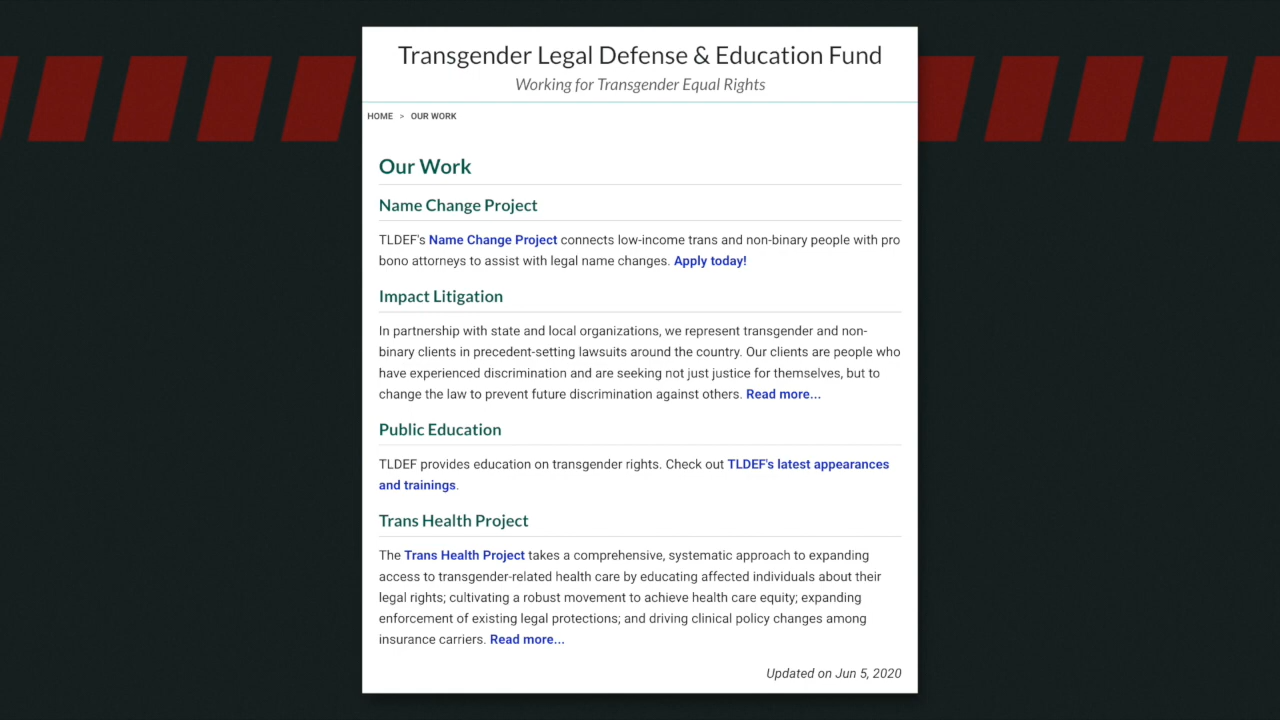 Transgender Legal Defense & Education Fund
Working for Transgender Equal Rights
HOME > OUR WORK
Our Work
Name Change Project
TLDEF's Name Change Project connects low-income trans and non-binary people with pro
bono attorneys to assist with legal name changes. Apply today!
Impact Litigation
In partnership with state and local organizations, we represent transgender and non-
binary clients in precedent-setting lawsuits around the country. Our clients are people who
have experienced discrimination and are seeking not just justice for themselves, but to
change the law to prevent future discrimination against others. Read more...
Public Education
TLDEF provides education on transgender rights. Check out TLDEF's latest appearances
and trainings.
Trans Health Project
The Trans Health Project takes a comprehensive, systematic approach to expanding
access to transgender-related health care by educating affected individuals about their
legal rights; cultivating a robust movement to achieve health care equity; expanding
enforcement of existing legal protections; and driving clinical policy changes among
insurance carriers. Read more...
Updated on Jun 5, 2020